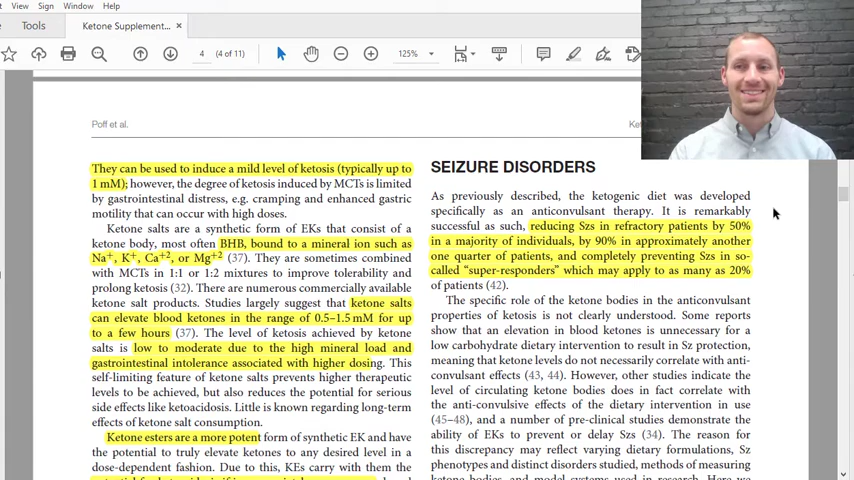 View Sign Window Help
Tools Ketone Supplement... ×
4 (4 of 11) 125%
Poff et al.
Ket
They can be used to induce a mild level of ketosis (typically up to
1 mM); however, the degree of ketosis induced by MCTs is limited
by gastrointestinal distress, e.g. cramping and enhanced gastric
motility that can occur with high doses.
Ketone salts are a synthetic form of EKs that consist of a
ketone body, most often BHB, bound to a mineral ion such as
Na+, K+, Ca+2, or Mg+2 (37). They are sometimes combined
with MCTs in 1:1 or 1:2 mixtures to improve tolerability and
prolong ketosis (32). There are numerous commercially available
ketone salt products. Studies largely suggest that ketone salts
can elevate blood ketones in the range of 0.5–1.5 mM for up
to a few hours (37). The level of ketosis achieved by ketone
salts is low to moderate due to the high mineral load and
gastrointestinal intolerance associated with higher dosing. This
self-limiting feature of ketone salts prevents higher therapeutic
levels to be achieved, but also reduces the potential for serious
side effects like ketoacidosis. Little is known regarding long-term
effects of ketone salt consumption.
Ketone esters are a more potent form of synthetic EK and have
the potential to truly elevate ketones to any desired level in a
dose-dependent fashion. Due to this, KEs carry with them the
SEIZURE DISORDERS
As previously described, the ketogenic diet was developed
specifically as an anticonvulsant therapy. It is remarkably
successful as such, reducing Szs in refractory patients by 50%
in a majority of individuals, by 90% in approximately another
one quarter of patients, and completely preventing Szs in so-
called “super-responders” which may apply to as many as 20%
of patients (42).
The specific role of the ketone bodies in the anticonvulsant
properties of ketosis is not clearly understood. Some reports
show that an elevation in blood ketones is unnecessary for a
low carbohydrate dietary intervention to result in Sz protection,
meaning that ketone levels do not necessarily correlate with anti-
convulsant effects (43, 44). However, other studies indicate the
level of circulating ketone bodies does in fact correlate with
the anti-convulsive effects of the dietary intervention in use
(45–48), and a number of pre-clinical studies demonstrate the
ability of EKs to prevent or delay Szs (34). The reason for
this discrepancy may reflect varying dietary formulations, Sz
phenotypes and distinct disorders studied, methods of measuring
ketone bodies, and model systems used in research. Here we